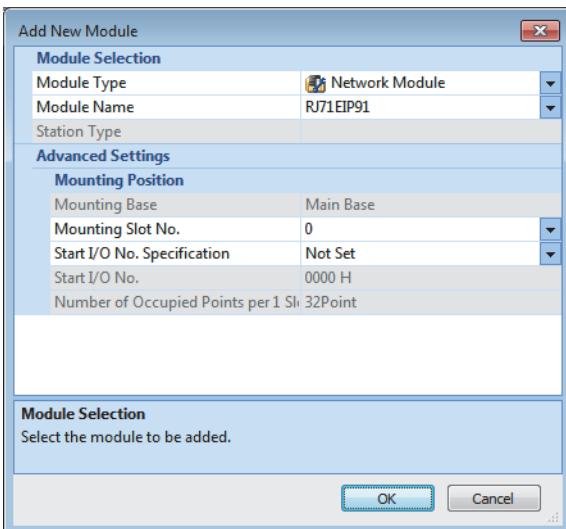 Add New Module
Module Selection
Module Type Network Module
Module Name RJ71EIP91
Station Type
Advanced Settings
Mounting Position
Mounting Base Main Base
Mounting Slot No. 0
Start I/O No. Specification Not Set
Start I/O No. 0000 H
Number of Occupied Points per 1 Slo 32Point
Module Selection
Select the module to be added.
OK Cancel